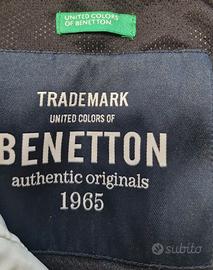 UNITED COLORS
OF BENETTON
TRADEMARK
UNITED COLORS OF
BENETTON
authentic originals
1965
subito